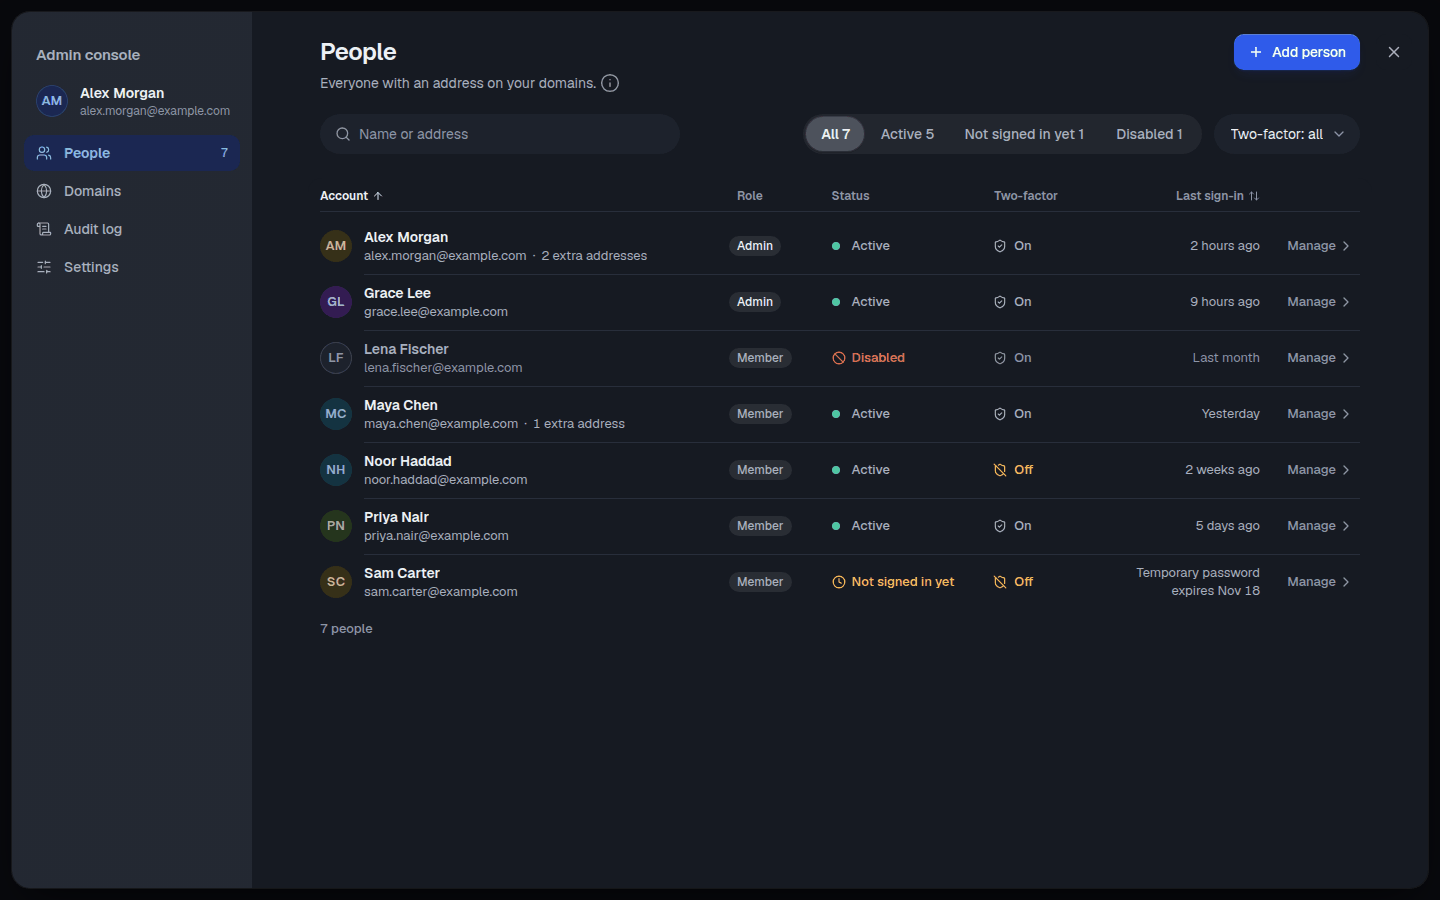 Admin console
AM
Alex Morgan
alex.morgan@example.com
People 7
Domains
Audit log
Settings
People
Everyone with an address on your domains.
Add person
Name or address
All 7
Active 5
Not signed in yet 1
Disabled 1
Two-factor: all
Account Role Status Two-factor Last sign-in
AM Alex Morgan Admin Active On 2 hours ago Manage
alex.morgan@example.com · 2 extra addresses
GL Grace Lee Admin Active On 9 hours ago Manage
grace.lee@example.com
LF Lena Fischer Member Disabled On Last month Manage
lena.fischer@example.com
MC Maya Chen Member Active On Yesterday Manage
maya.chen@example.com · 1 extra address
NH Noor Haddad Member Active Off 2 weeks ago Manage
noor.haddad@example.com
PN Priya Nair Member Active On 5 days ago Manage
priya.nair@example.com
SC Sam Carter Member Not signed in yet Off Temporary password Manage
sam.carter@example.com expires Nov 18
7 people